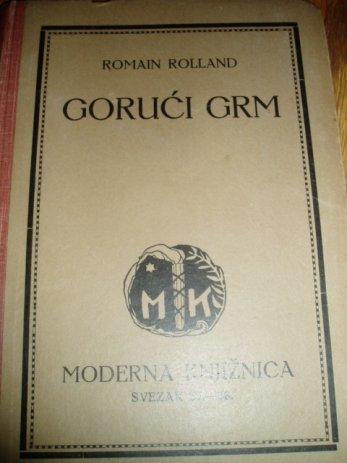 ROMAIN ROLLAND
GORUĆI GRM
M K
MODERNA KNJIŽNICA
SVEZAK